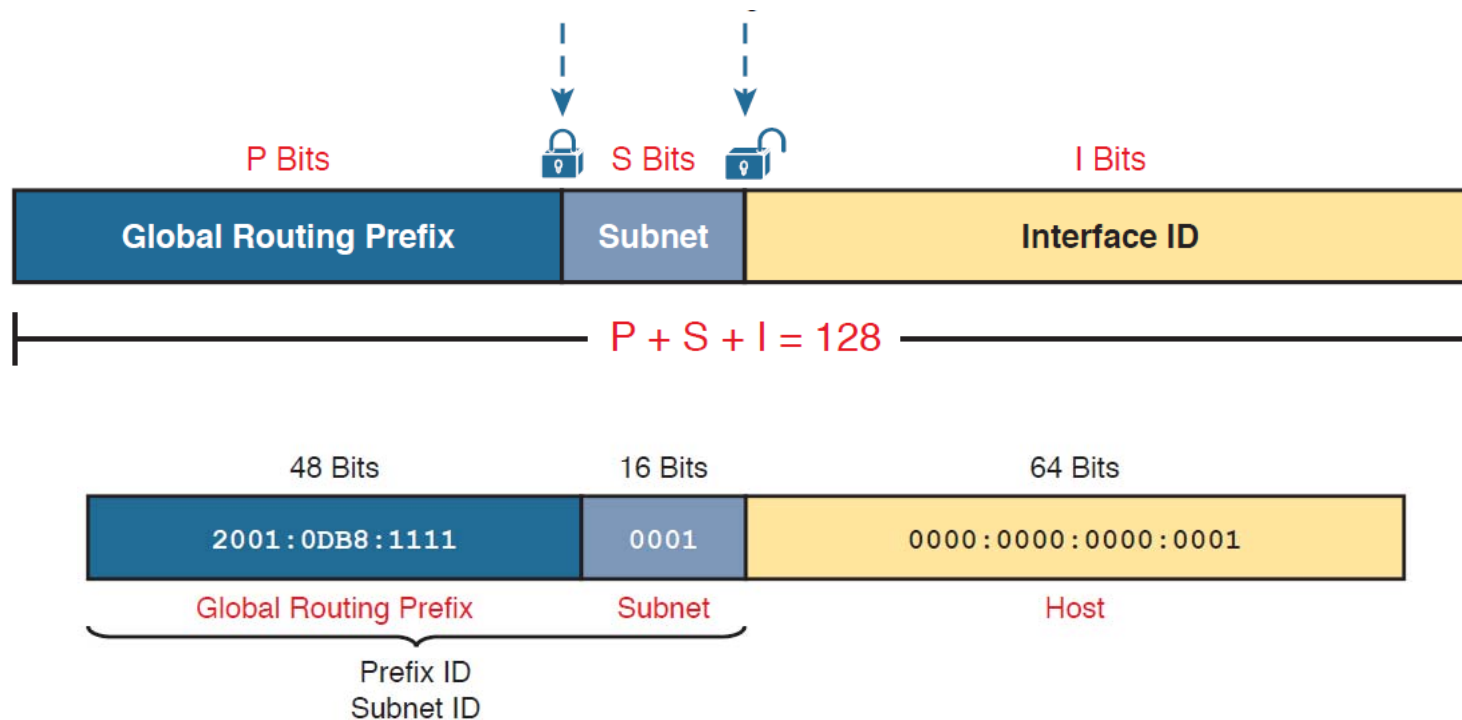 P Bits S Bits I Bits
Global Routing Prefix Subnet Interface ID
P + S + I = 128
48 Bits 16 Bits 64 Bits
2001:0DB8:1111 0001 0000:0000:0000:0001
Global Routing Prefix Subnet Host
Prefix ID
Subnet ID